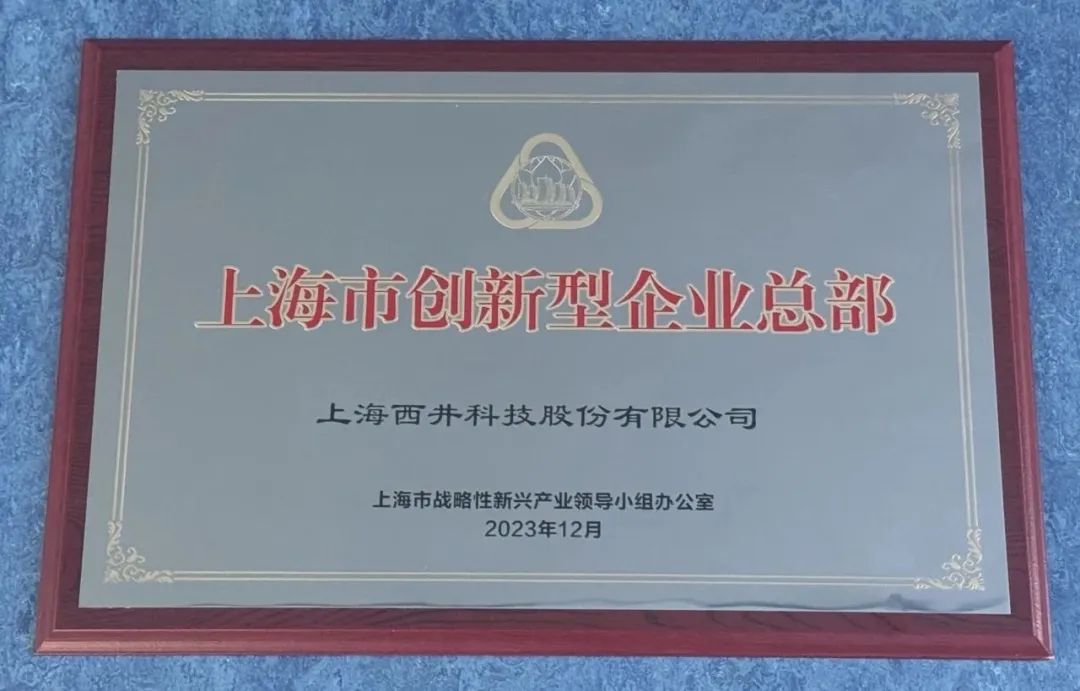 上海市创新型企业总部
上海西井科技股份有限公司
上海市战略性新兴产业领导小组办公室
2023年12月